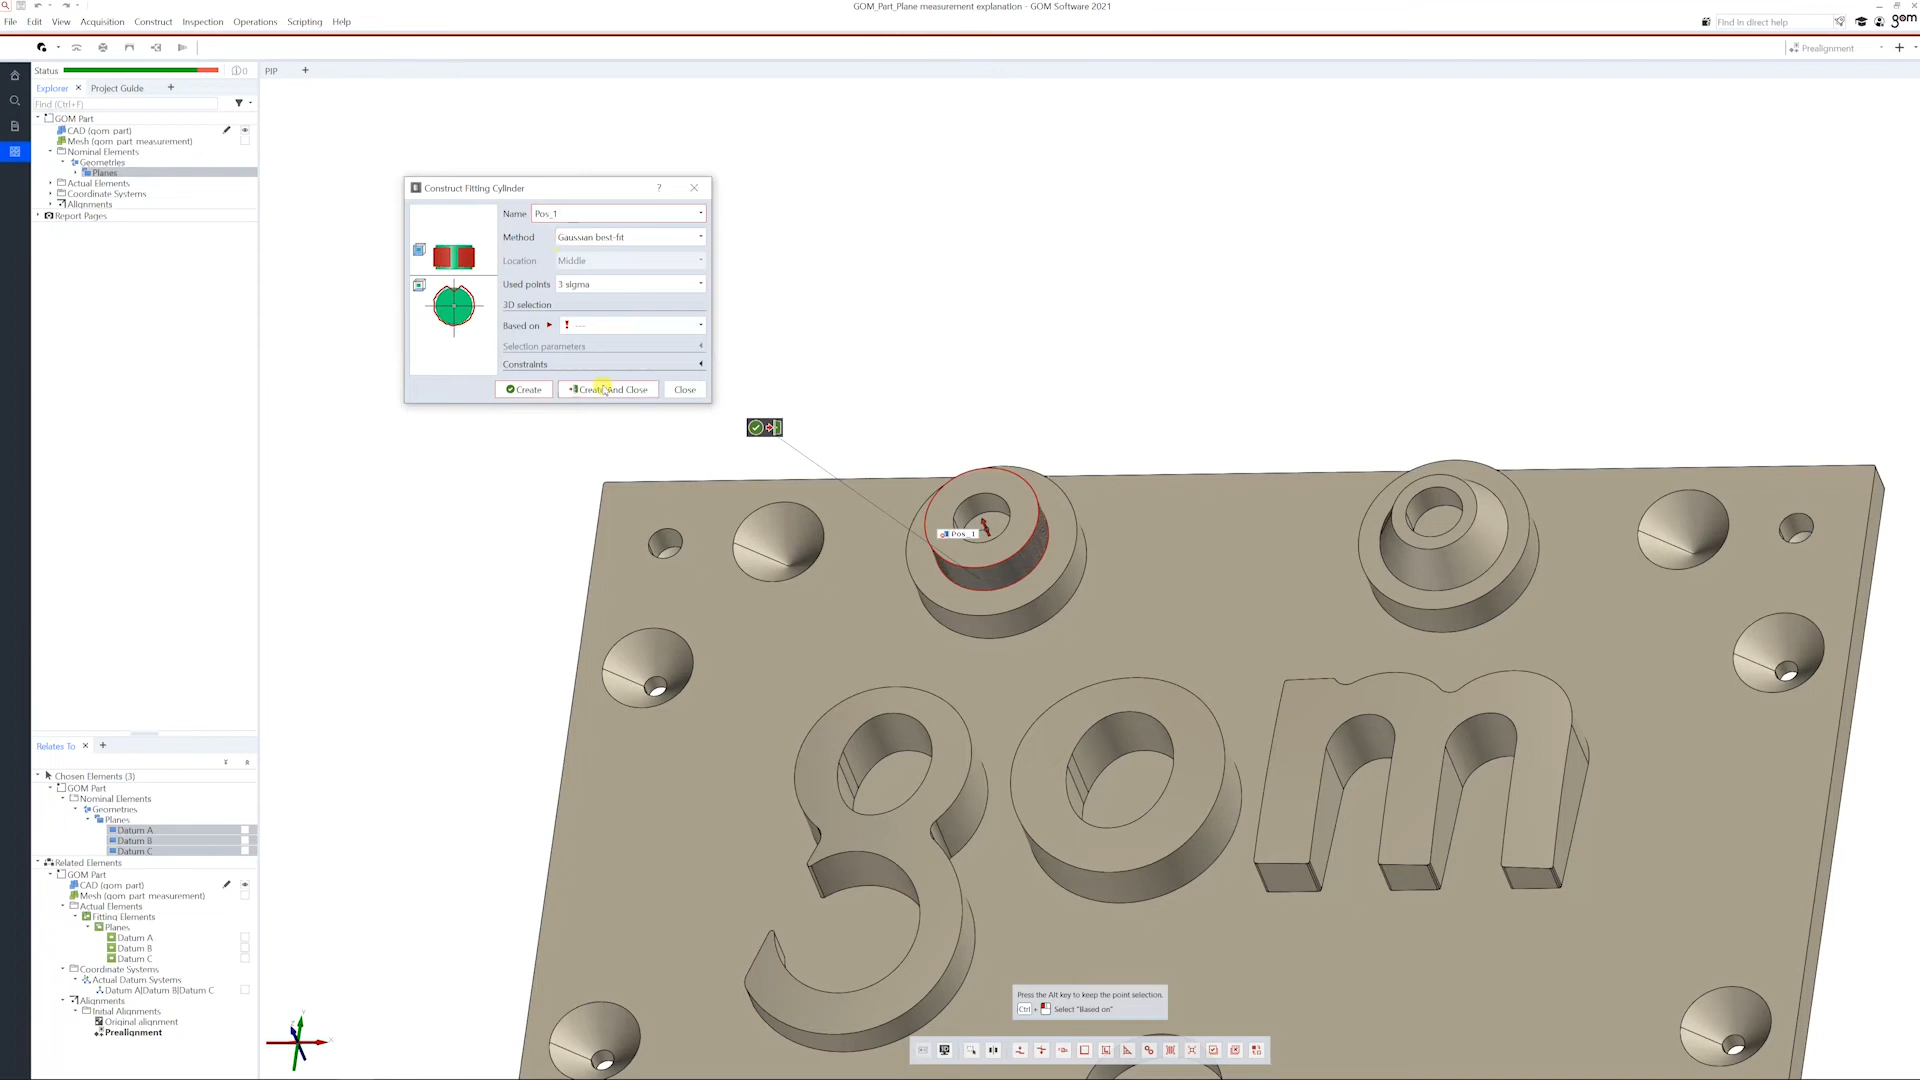 GOM_Part_Plane measurement explanation - GOM Software 2021
File Edit View Acquisition Construct Inspection Operations Scripting Help
Find in direct help
gom
Prealignment
Status
0
PIP
Explorer
Project Guide
Find (Ctrl+F)
GOM Part
CAD (gom part)
Mesh (gom part measurement)
Nominal Elements
Geometries
Planes
Actual Elements
Coordinate Systems
Alignments
Report Pages
Construct Fitting Cylinder
?
Name Pos_1
Method Gaussian best-fit
Location Middle
Used points 3 sigma
3D selection
Based on ! ---
Selection parameters
Constraints
Create
Create And Close
Close
Pos_1
gom
Relates To
Chosen Elements (3)
GOM Part
Nominal Elements
Geometries
Planes
Datum A
Datum B
Datum C
Related Elements
GOM Part
CAD (gom part)
Mesh (gom part measurement)
Actual Elements
Fitting Elements
Planes
Datum A
Datum B
Datum C
Coordinate Systems
Actual Datum Systems
Datum A|Datum B|Datum C
Alignments
Initial Alignments
Original alignment
Prealignment
Press the Alt key to keep the point selection.
Ctrl + Select "Based on"